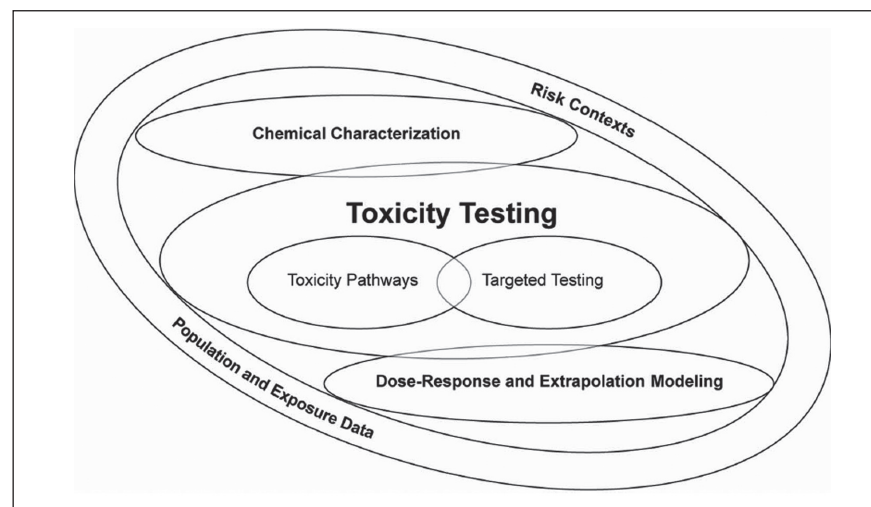 Risk Contexts
Chemical Characterization
Toxicity Testing
Toxicity Pathways
Targeted Testing
Dose-Response and Extrapolation Modeling
Population and Exposure Data